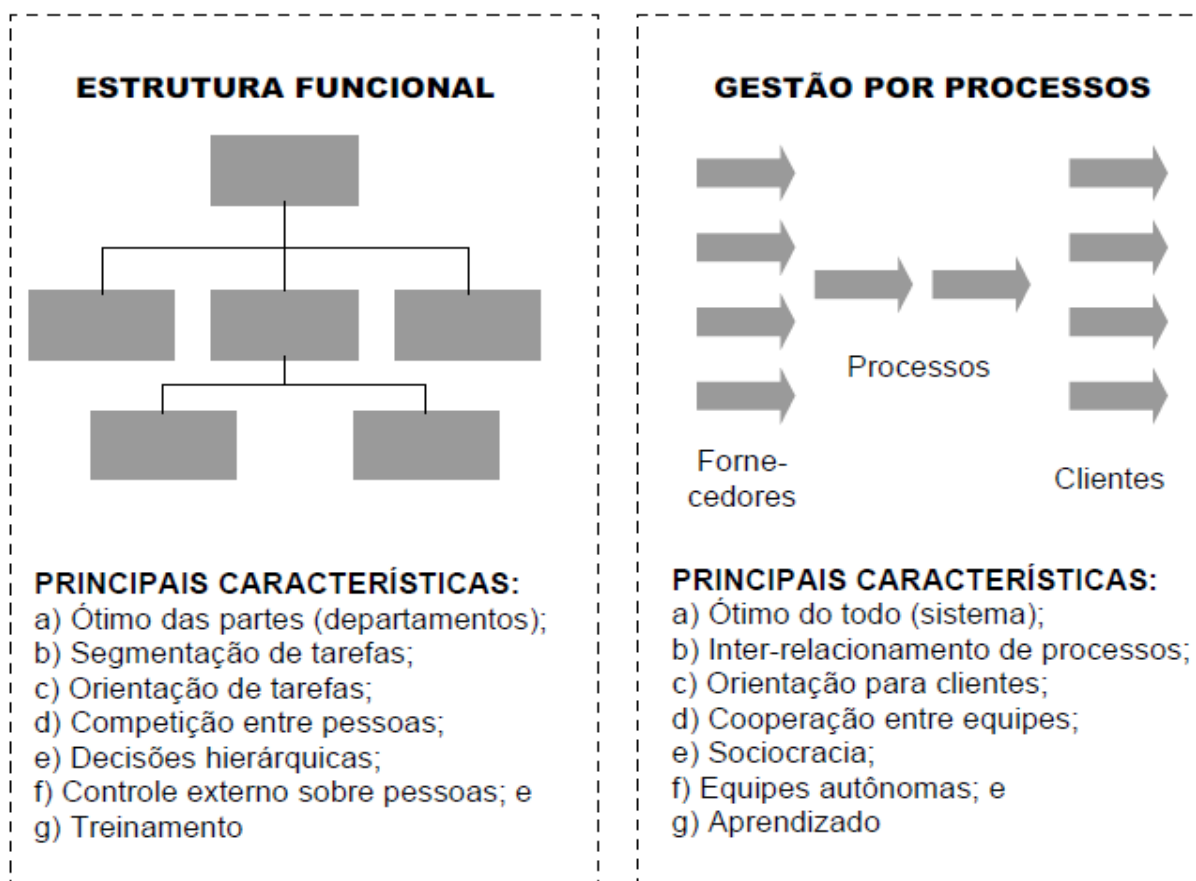 ESTRUTURA FUNCIONAL
PRINCIPAIS CARACTERÍSTICAS:
a) Ótimo das partes (departamentos);
b) Segmentação de tarefas;
c) Orientação de tarefas;
d) Competição entre pessoas;
e) Decisões hierárquicas;
f) Controle externo sobre pessoas; e
g) Treinamento
GESTÃO POR PROCESSOS
Processos
Forne-
cedores
Clientes
PRINCIPAIS CARACTERÍSTICAS:
a) Ótimo do todo (sistema);
b) Inter-relacionamento de processos;
c) Orientação para clientes;
d) Cooperação entre equipes;
e) Sociocracia;
f) Equipes autônomas; e
g) Aprendizado